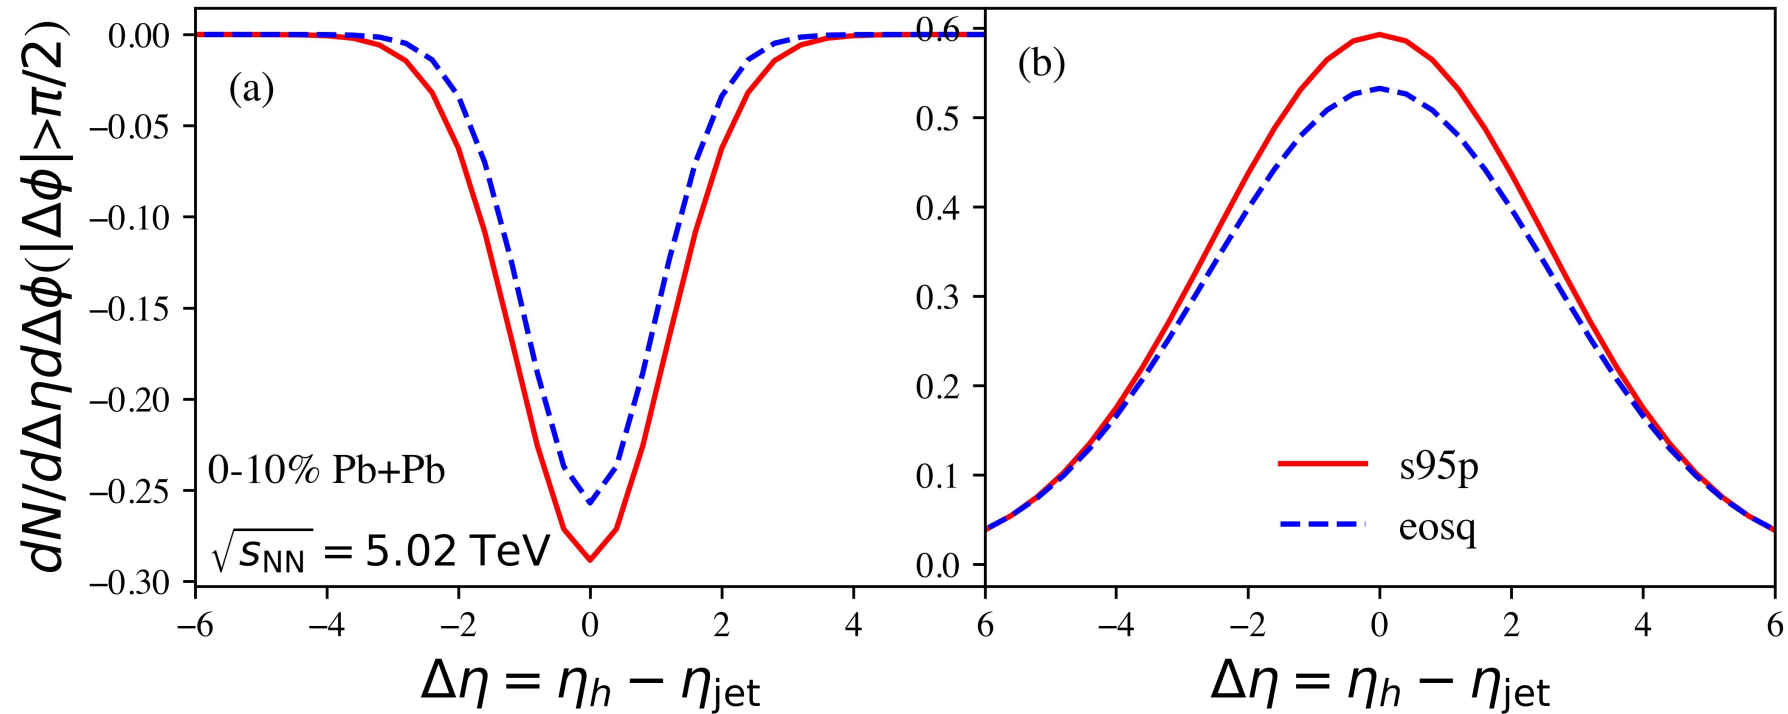 dN/dΔηdΔϕ(|Δϕ|>π/2)
0.00
−0.05
−0.10
−0.15
−0.20
−0.25
−0.30
(a)
0-10% Pb+Pb
√sNN = 5.02 TeV
−6 −4 −2 0 2 4
Δη = ηh − ηjet
0.6
0.5
0.4
0.3
0.2
0.1
0.0
(b)
s95p
eosq
6 −4 −2 0 2 4 6
Δη = ηh − ηjet